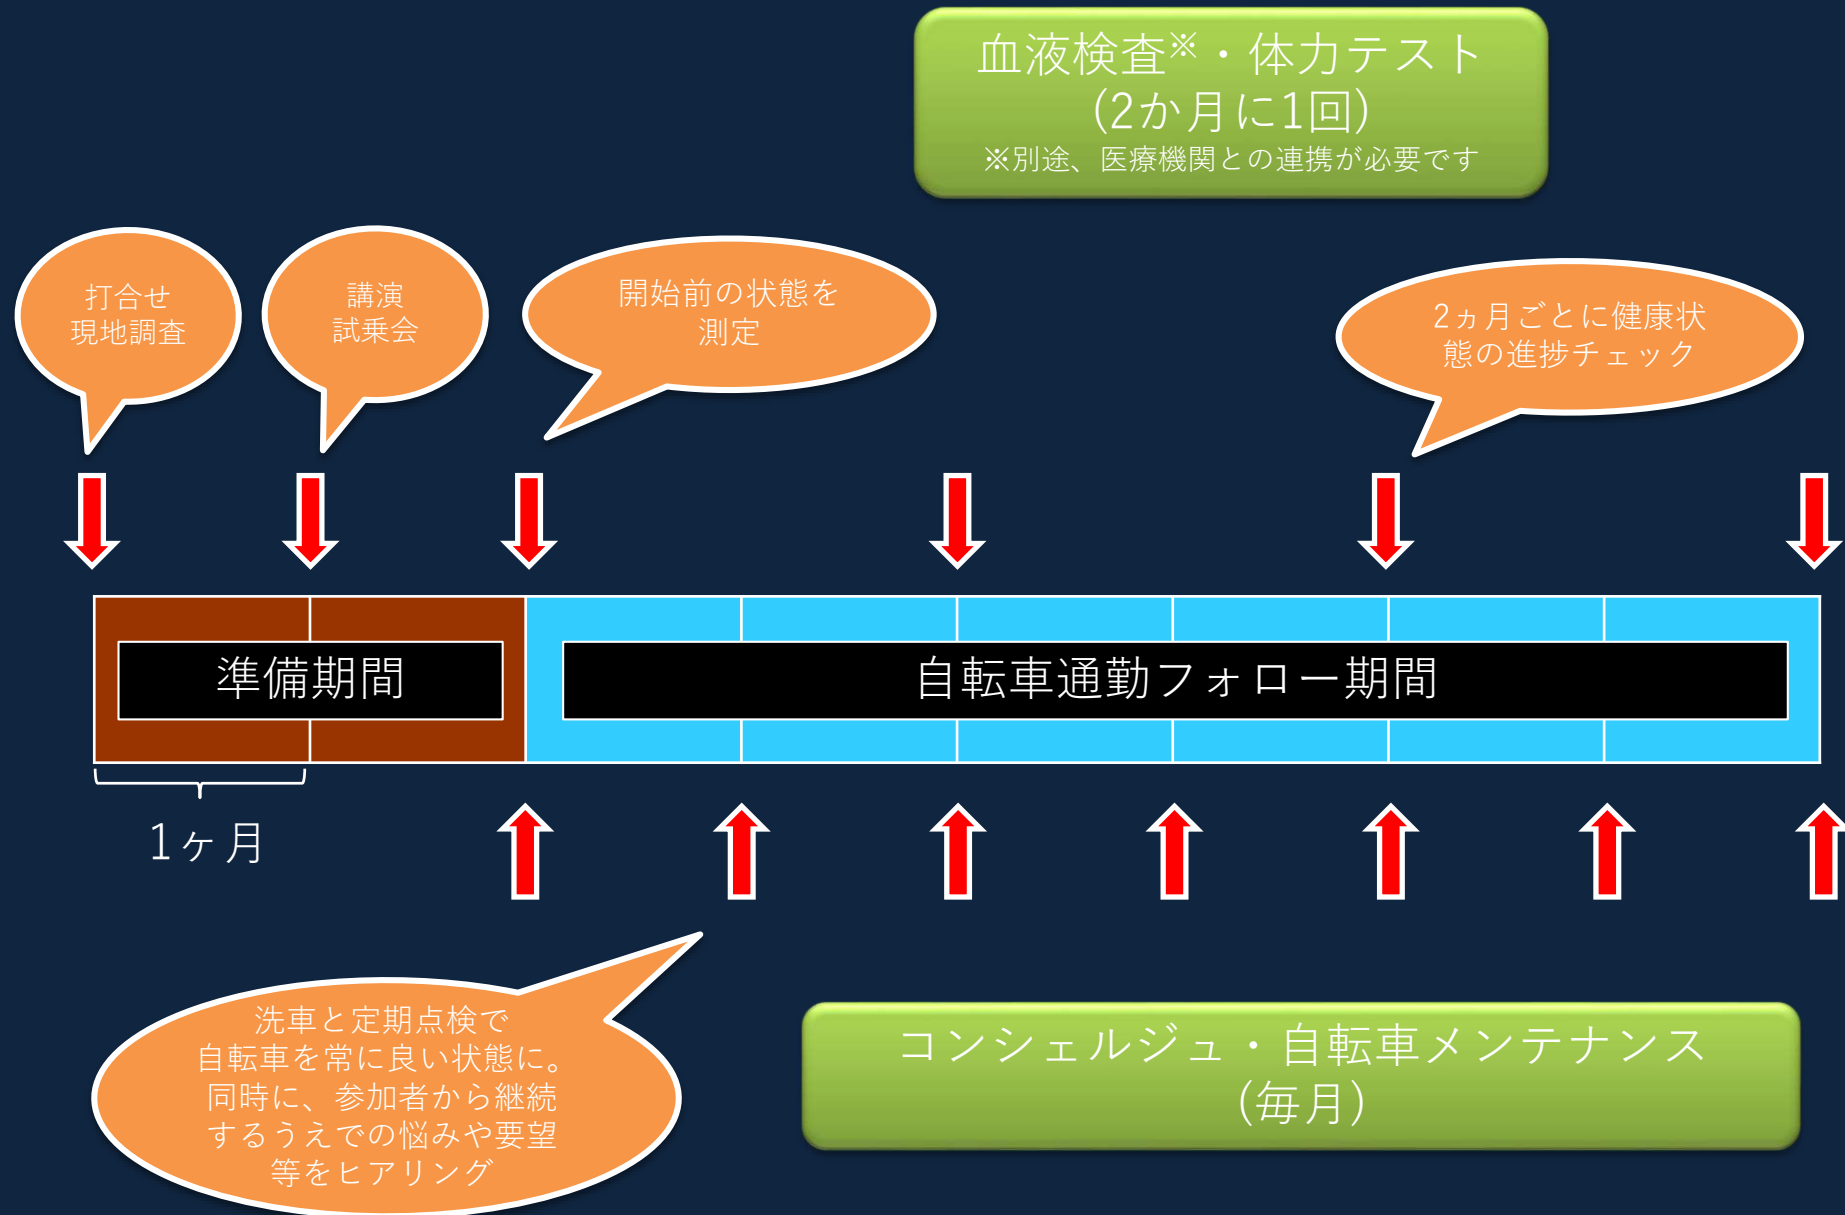 血液検査※・体力テスト
(2か月に1回)
※別途、医療機関との連携が必要です
打合せ
現地調査
講演
試乗会
開始前の状態を
測定
2ヵ月ごとに健康状
態の進捗チェック
準備期間
自転車通勤フォロー期間
1ヶ月
洗車と定期点検で
自転車を常に良い状態に。
同時に、参加者から継続
するうえでの悩みや要望
等をヒアリング
コンシェルジュ・自転車メンテナンス
(毎月)